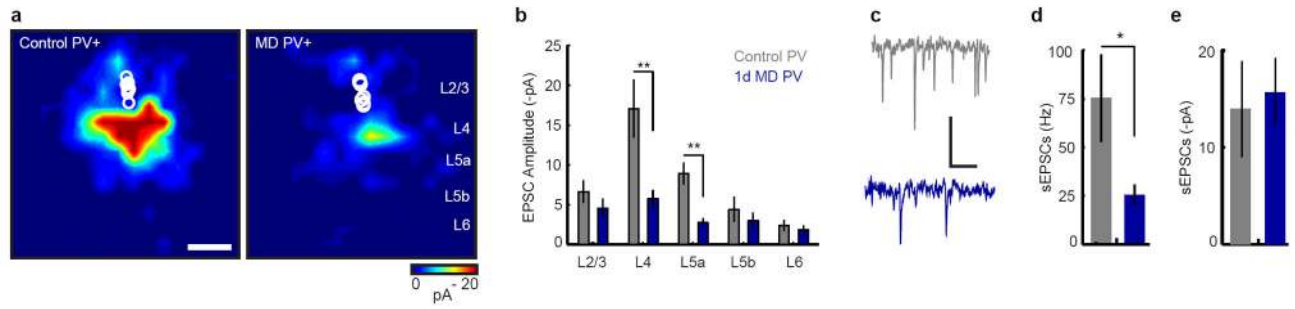 a
Control PV+
MD PV+
L2/3
L4
L5a
L5b
L6
0 - 20
pA
b
Control PV
1d MD PV
EPSC Amplitude (-pA)
25
20
15
10
5
0
**
**
L2/3 L4 L5a L5b L6
c
d
sEPSCs (Hz)
100
75
50
25
0
*
e
sEPSCs (-pA)
20
10
0